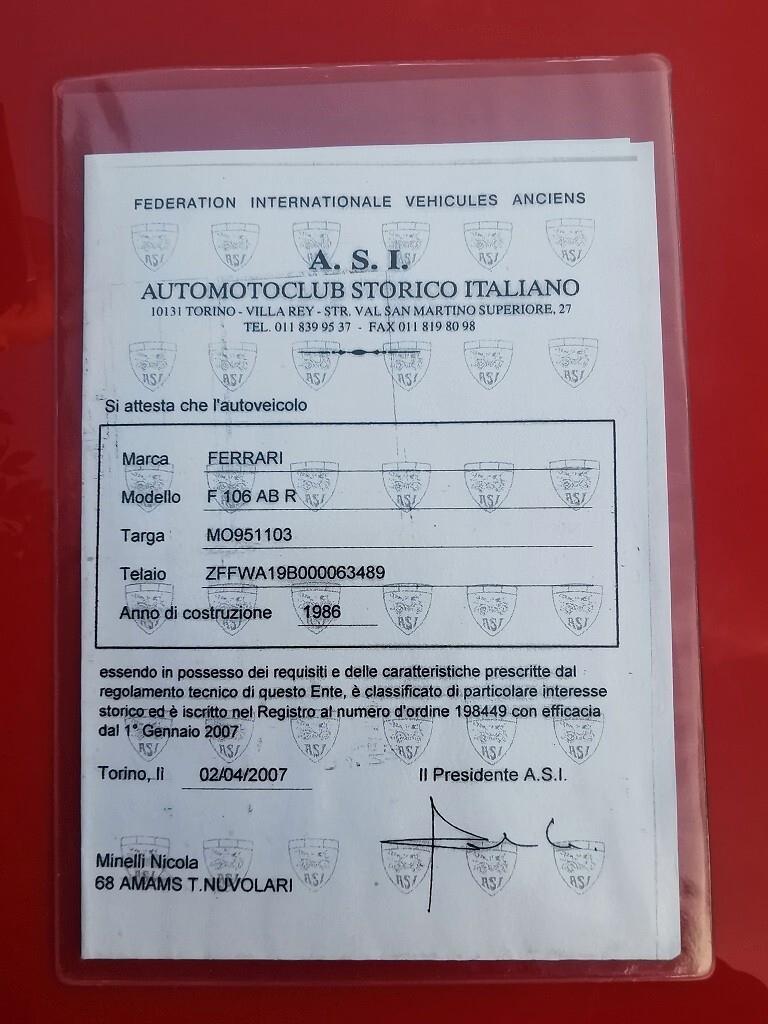 FEDERATION INTERNATIONALE VEHICULES ANCIENS
A. S. I.
AUTOMOTOCLUB STORICO ITALIANO
10131 TORINO - VILLA REY - STR. VAL SAN MARTINO SUPERIORE, 27
TEL. 011 839 95 37 - FAX 011 819 80 98
Si attesta che l'autoveicolo
Marca FERRARI
Modello F 106 AB R
Targa MO951103
Telaio ZFFWA19B000063489
Anno di costruzione 1986
essendo in possesso dei requisiti e delle caratteristiche prescritte dal
regolamento tecnico di questo Ente, è classificato di particolare interesse
storico ed è iscritto nel Registro al numero d'ordine 198449 con efficacia
dal 1° Gennaio 2007
Torino, lì 02/04/2007 Il Presidente A.S.I.
Minelli Nicola
68 AMAMS T.NUVOLARI